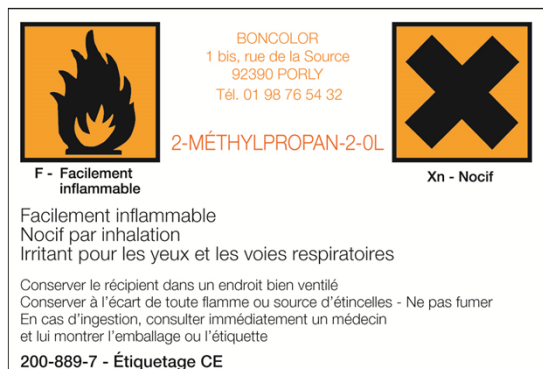 BONCOLOR
1 bis, rue de la Source
92390 PORLY
Tél. 01 98 76 54 32
2-MÉTHYLPROPAN-2-0L
F - Facilement
inflammable
Xn - Nocif
Facilement inflammable
Nocif par inhalation
Irritant pour les yeux et les voies respiratoires
Conserver le récipient dans un endroit bien ventilé
Conserver à l'écart de toute flamme ou source d'étincelles - Ne pas fumer
En cas d'ingestion, consulter immédiatement un médecin
et lui montrer l'emballage ou l'étiquette
200-889-7 - Étiquetage CE